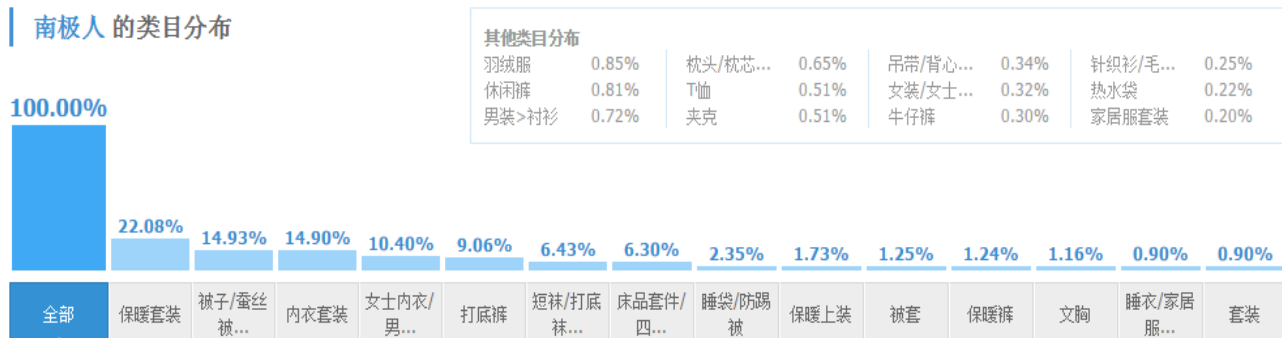 南极人 的类目分布
其他类目分布
羽绒服 0.85% 枕头/枕芯... 0.65% 吊带/背心... 0.34% 针织衫/毛... 0.25%
休闲裤 0.81% T恤 0.51% 女装/女士... 0.32% 热水袋 0.22%
男装>衬衫 0.72% 夹克 0.51% 牛仔裤 0.30% 家居服套装 0.20%
100.00%
22.08% 14.93% 14.90% 10.40% 9.06% 6.43% 6.30% 2.35% 1.73% 1.25% 1.24% 1.16% 0.90% 0.90%
全部 保暖套装 被子/蚕丝被... 内衣套装 女士内衣/男... 打底裤 短袜/打底袜... 床品套件/四... 睡袋/防踢被 保暖上装 被套 保暖裤 文胸 睡衣/家居服... 套装